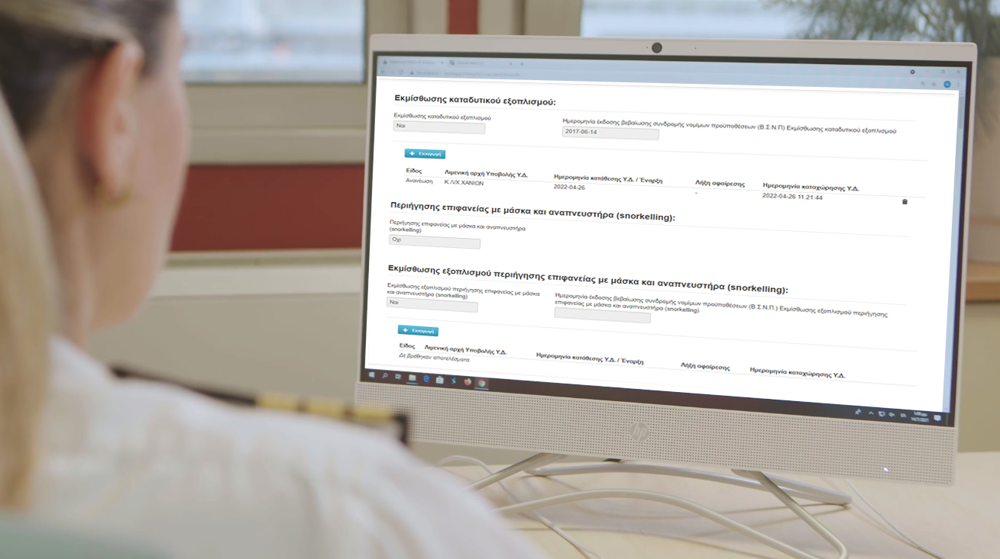 Εκμίσθωσης καταδυτικού εξοπλισμού:
Εκμίσθωσης καταδυτικού εξοπλισμού
Ναι
Ημερομηνία έκδοσης βεβαίωσης συνδρομής νομίμων προϋποθέσεων (Β.Σ.Ν.Π) Εκμίσθωσης καταδυτικού εξοπλισμού
2017-06-14
+ Εισαγωγή
Είδος Λιμενική αρχή Υποβολής Υ.Δ. Ημερομηνία κατάθεσης Υ.Δ. / Έναρξη Λήξη αφαίρεσης Ημερομηνία καταχώρησης Υ.Δ.
Ανανέωση Κ.Λ/Χ ΧΑΝΙΩΝ 2022-04-26 - 2022-04-26 11:21:44
Περιήγησης επιφανείας με μάσκα και αναπνευστήρα (snorkelling):
Περιήγησης επιφανείας με μάσκα και αναπνευστήρα
(snorkelling)
Όχι
Εκμίσθωσης εξοπλισμού περιήγησης επιφανείας με μάσκα και αναπνευστήρα (snorkelling):
Εκμίσθωσης εξοπλισμού περιήγησης επιφανείας με μάσκα
και αναπνευστήρα (snorkelling)
Ναι
Ημερομηνία έκδοσης βεβαίωσης συνδρομής νομίμων προϋποθέσεων (Β.Σ.Ν.Π.) Εκμίσθωσης εξοπλισμού περιήγησης
επιφανείας με μάσκα και αναπνευστήρα (snorkelling)
+ Εισαγωγή
Είδος Λιμενική αρχή Υποβολής Υ.Δ. Ημερομηνία κατάθεσης Υ.Δ. / Έναρξη Λήξη αφαίρεσης Ημερομηνία καταχώρησης Υ.Δ.
Δε βρέθηκαν αποτελέσματα
hp